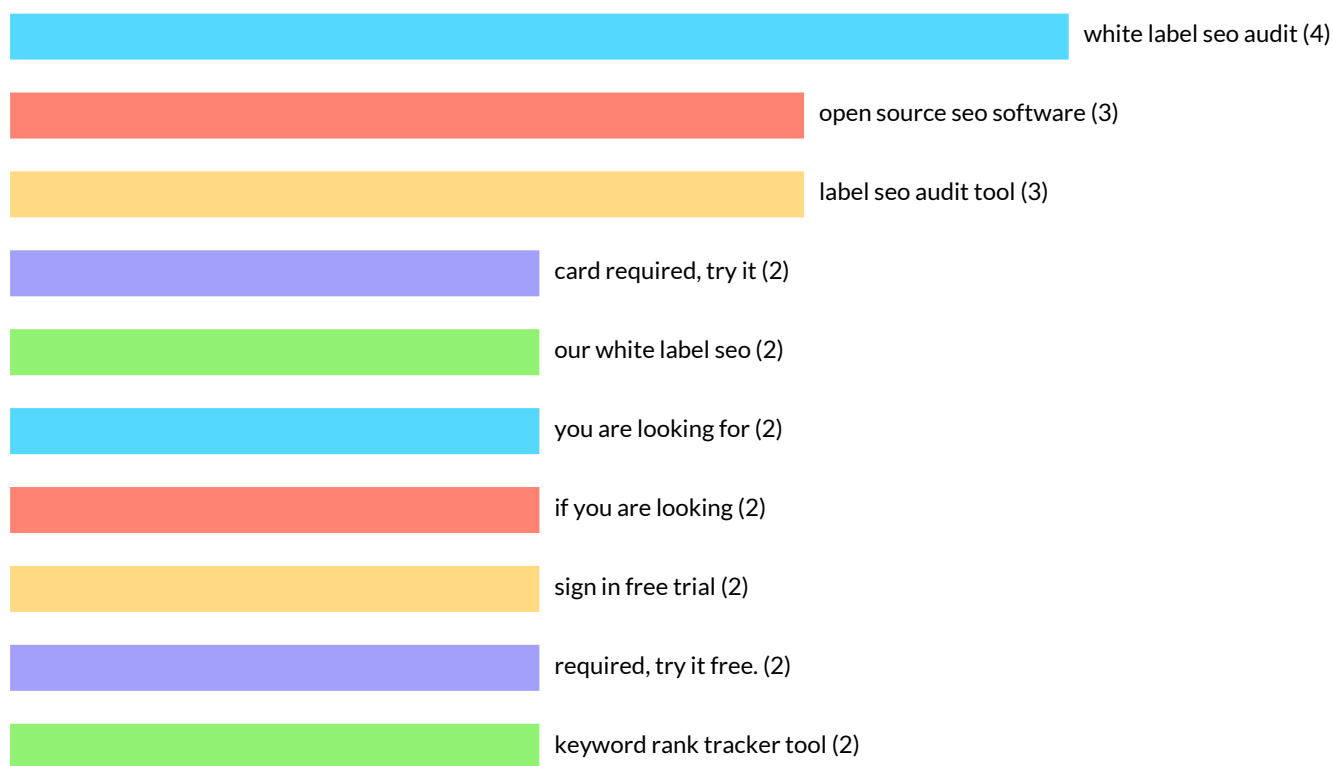 white label seo audit (4)
open source seo software (3)
label seo audit tool (3)
card required, try it (2)
our white label seo (2)
you are looking for (2)
if you are looking (2)
sign in free trial (2)
required, try it free. (2)
keyword rank tracker tool (2)